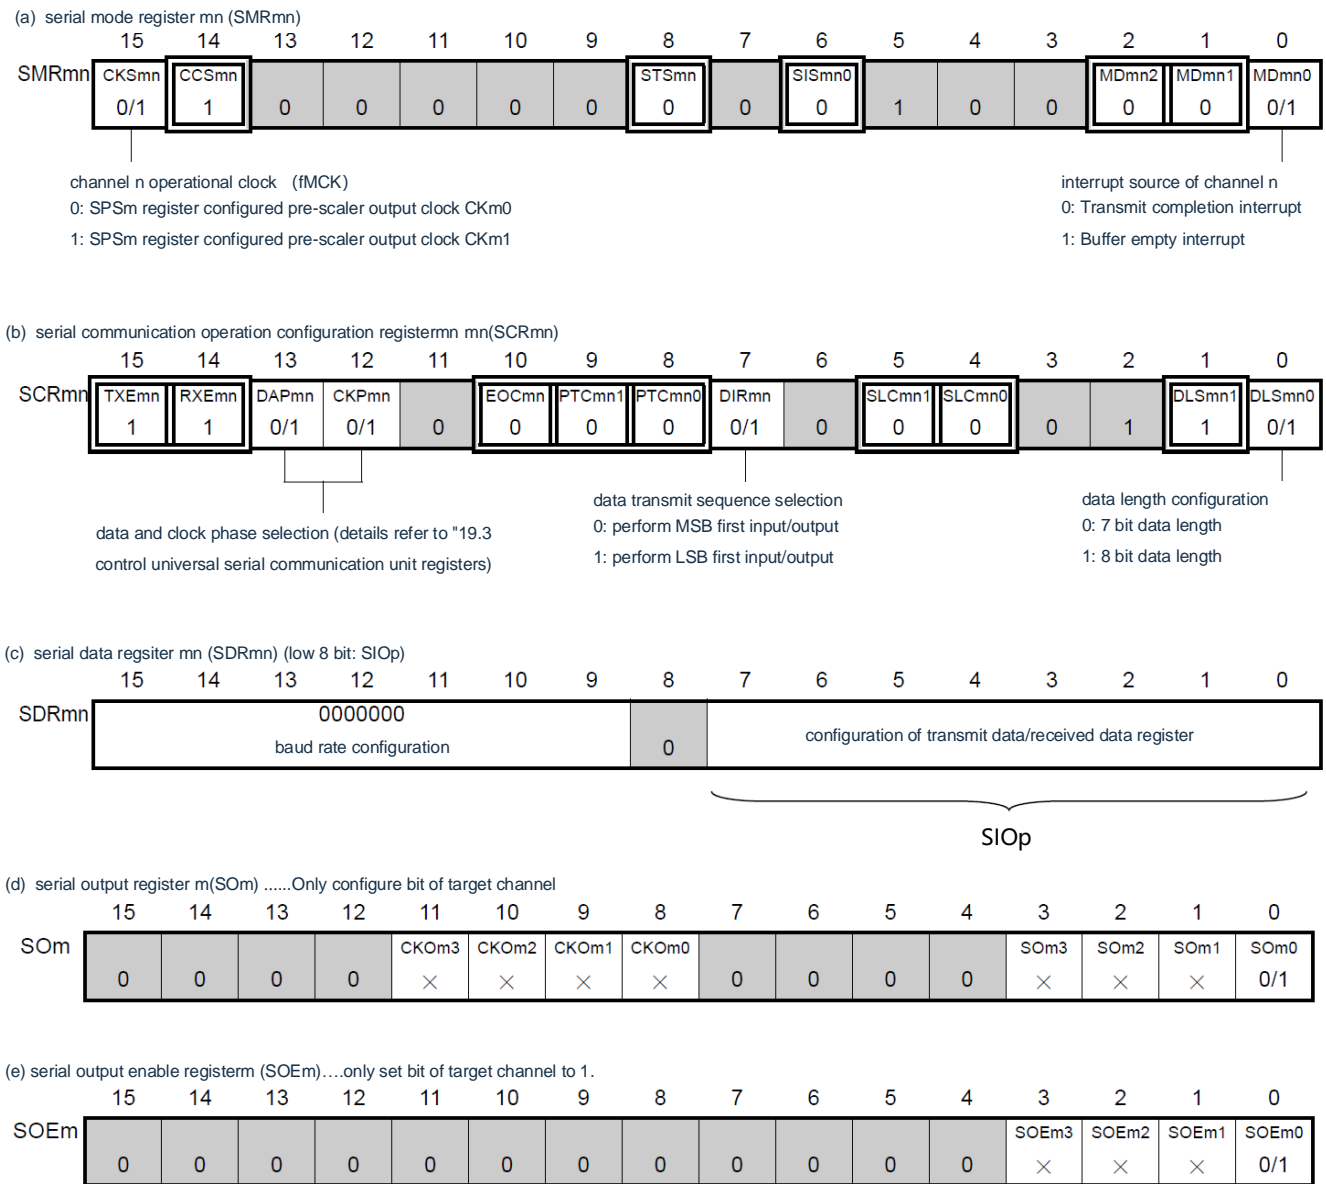 (a) serial mode register mn (SMRmn)
15 14 13 12 11 10 9 8 7 6 5 4 3 2 1 0
SMRmn CKSmn CCSmn STSmn SISmn0 MDmn2 MDmn1 MDmn0
0/1 1 0 0 0 0 0 0 0 0 1 0 0 0 0 0/1
channel n operational clock (fMCK)
0: SPSm register configured pre-scaler output clock CKm0
1: SPSm register configured pre-scaler output clock CKm1
interrupt source of channel n
0: Transmit completion interrupt
1: Buffer empty interrupt
(b) serial communication operation configuration registermn mn(SCRmn)
15 14 13 12 11 10 9 8 7 6 5 4 3 2 1 0
SCRmn TXEmn RXEmn DAPmn CKPmn EOCmn PTCmn1 PTCmn0 DIRmn SLCmn1 SLCmn0 DLSmn1 DLSmn0
1 1 0/1 0/1 0 0 0 0 0/1 0 0 0 0 1 1 0/1
data and clock phase selection (details refer to "19.3
control universal serial communication unit registers)
data transmit sequence selection
0: perform MSB first input/output
1: perform LSB first input/output
data length configuration
0: 7 bit data length
1: 8 bit data length
(c) serial data regsiter mn (SDRmn) (low 8 bit: SIOp)
15 14 13 12 11 10 9 8 7 6 5 4 3 2 1 0
SDRmn 0000000
baud rate configuration 0 configuration of transmit data/received data register
SIOp
(d) serial output register m(SOm) ......Only configure bit of target channel
15 14 13 12 11 10 9 8 7 6 5 4 3 2 1 0
SOm CKOm3 CKOm2 CKOm1 CKOm0 SOm3 SOm2 SOm1 SOm0
0 0 0 0 × × × × 0 0 0 0 × × × 0/1
(e) serial output enable registerm (SOEm)....only set bit of target channel to 1.
15 14 13 12 11 10 9 8 7 6 5 4 3 2 1 0
SOEm SOEm3 SOEm2 SOEm1 SOEm0
0 0 0 0 0 0 0 0 0 0 0 0 × × × 0/1